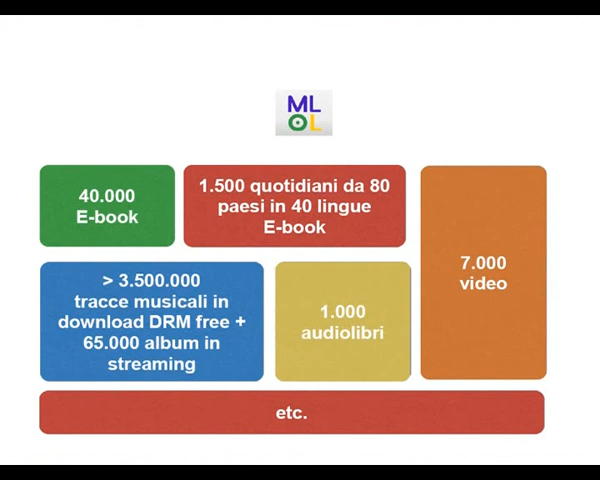 ML
OL
40.000
E-book
1.500 quotidiani da 80
paesi in 40 lingue
E-book
7.000
video
> 3.500.000
tracce musicali in
download DRM free +
65.000 album in
streaming
1.000
audiolibri
etc.